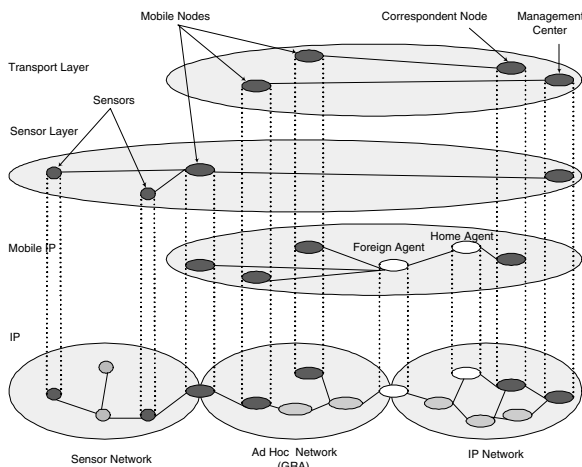 Mobile Nodes
Correspondent Node
Management
Center
Transport Layer
Sensors
Sensor Layer
Mobile IP
Foreign Agent
Home Agent
IP
Sensor Network
Ad Hoc Network
(GRA)
IP Network